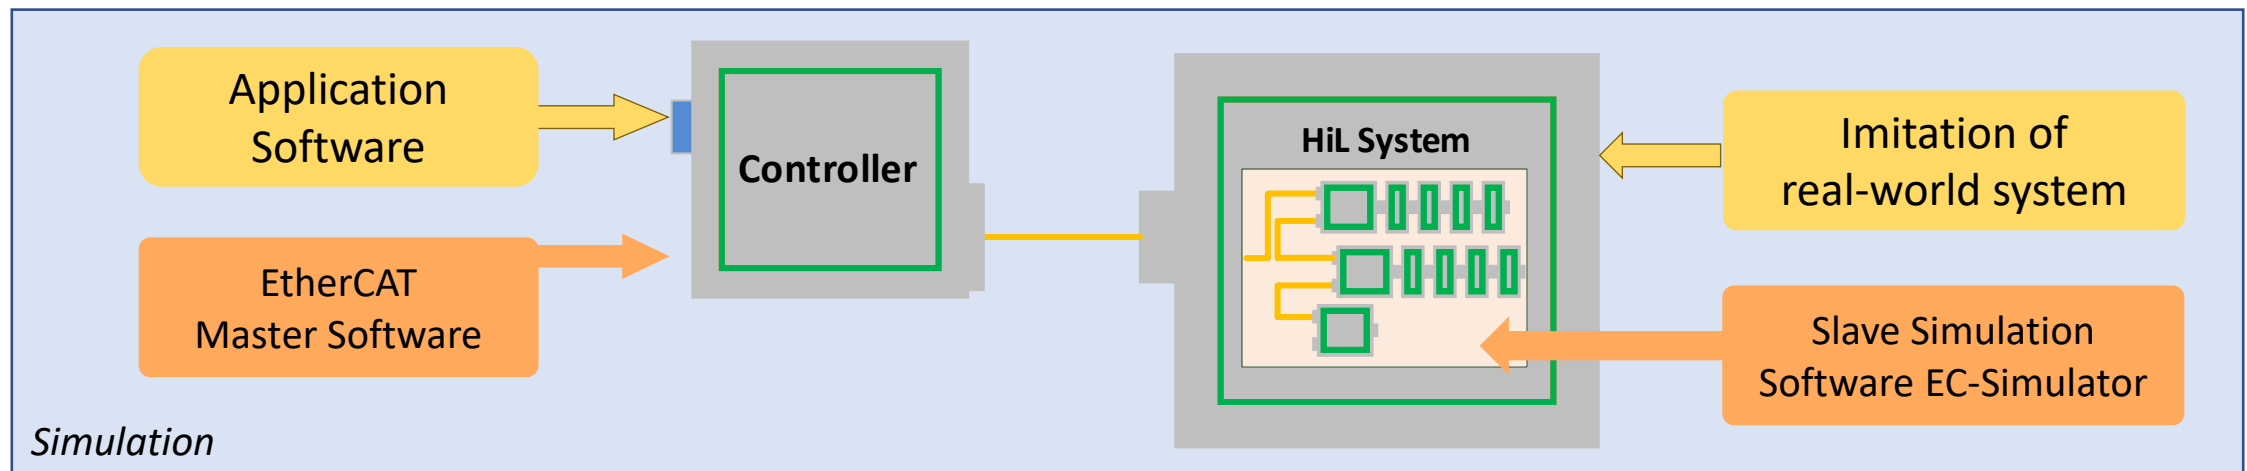 Application
Software
EtherCAT
Master Software
Controller
HiL System
Imitation of
real-world system
Slave Simulation
Software EC-Simulator
Simulation